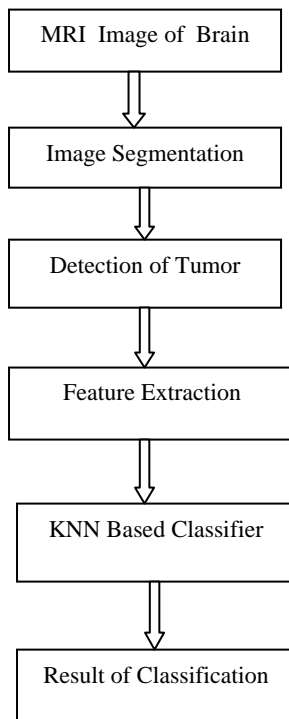 MRI Image of Brain
Image Segmentation
Detection of Tumor
Feature Extraction
KNN Based Classifier
Result of Classification